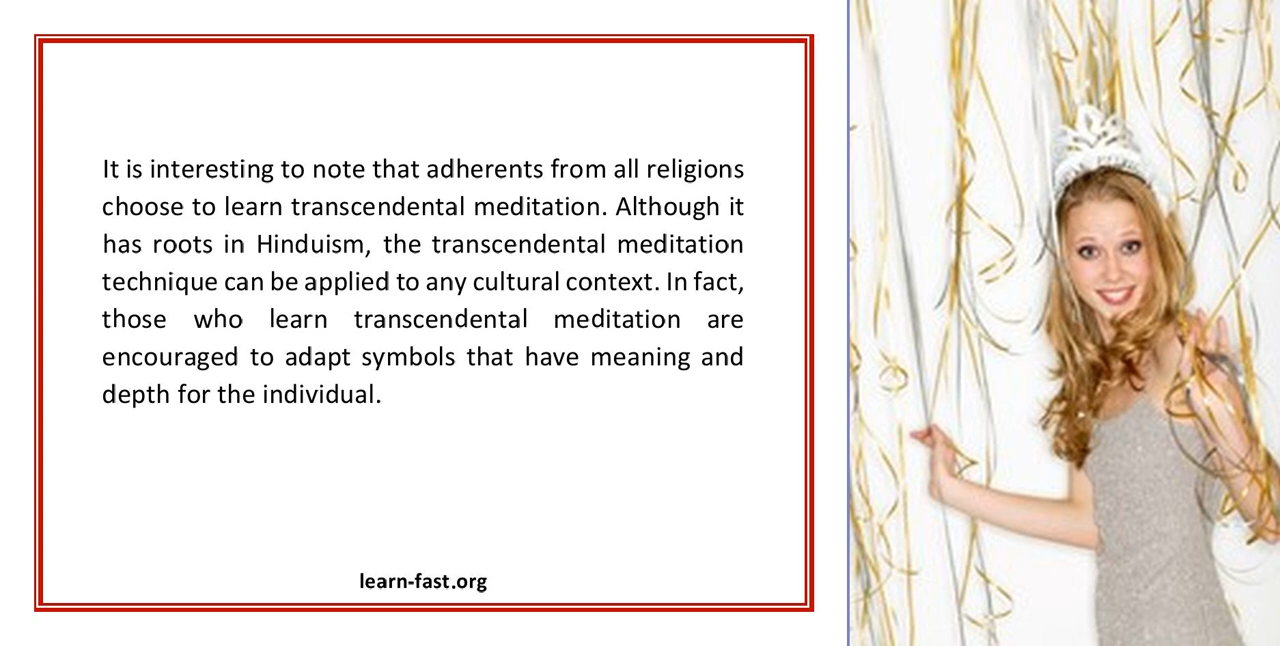 It is interesting to note that adherents from all religions
choose to learn transcendental meditation. Although it
has roots in Hinduism, the transcendental meditation
technique can be applied to any cultural context. In fact,
those who learn transcendental meditation are
encouraged to adapt symbols that have meaning and
depth for the individual.
learn-fast.org